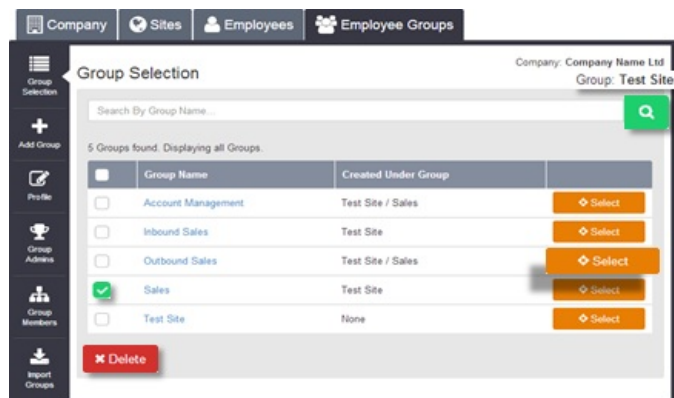 Company Sites Employees Employee Groups
Company: Company Name Ltd
Group: Test Site
Group Selection
Group
Selection
Add Group
Profile
Group
Admins
Group
Members
Import
Groups
Search By Group Name...
5 Groups found. Displaying all Groups.
Group Name Created Under Group
Account Management Test Site / Sales Select
Inbound Sales Test Site Select
Outbound Sales Test Site / Sales Select
Sales Test Site Select
Test Site None Select
Delete